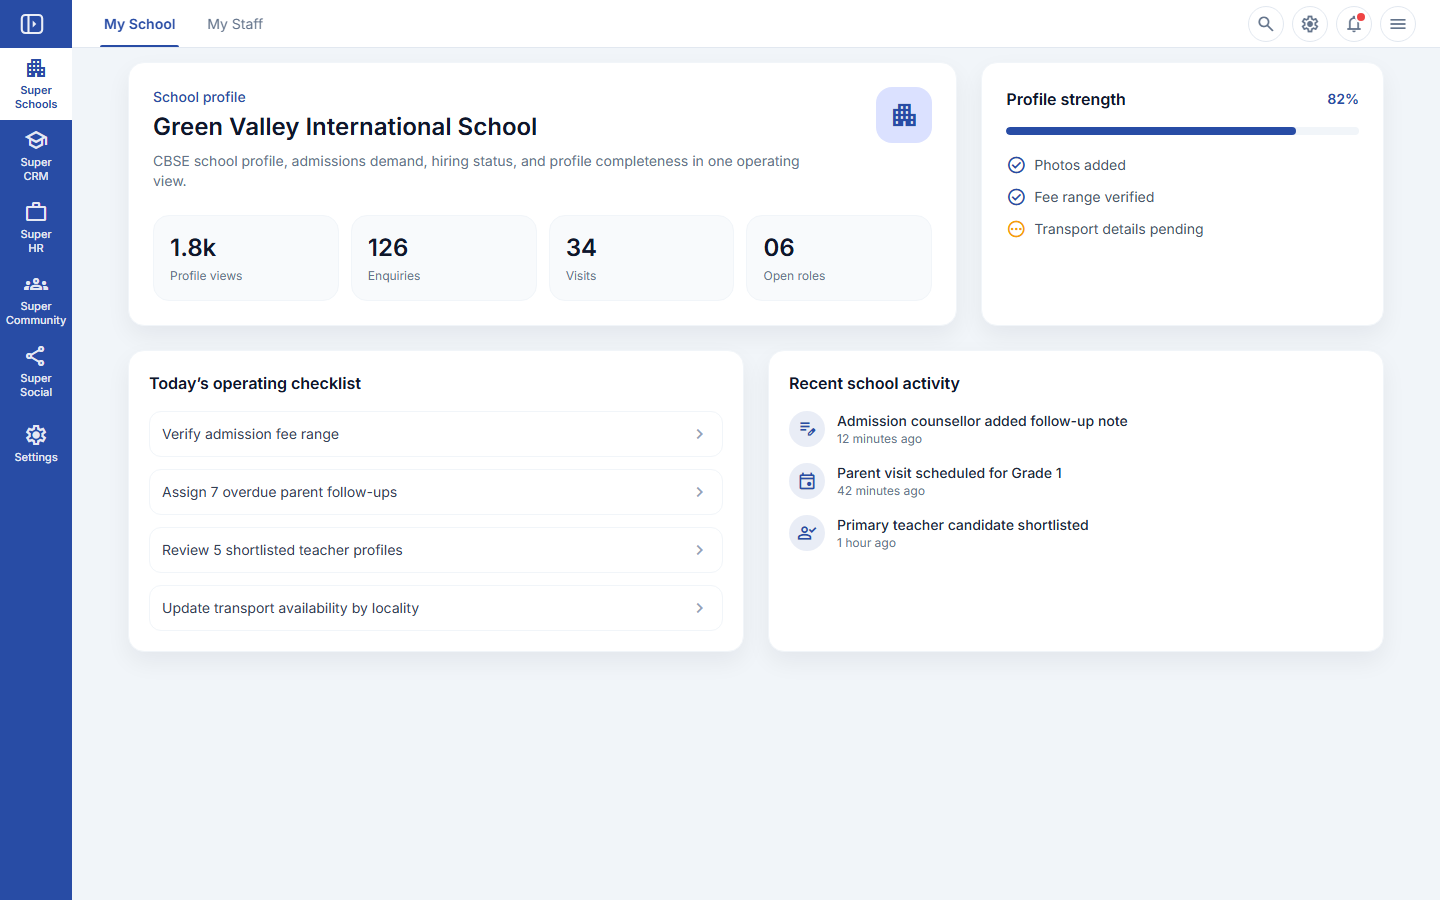 My School
My Staff
Super
Schools
Super
CRM
Super
HR
Super
Community
Super
Social
Settings
School profile
Green Valley International School
CBSE school profile, admissions demand, hiring status, and profile completeness in one operating
view.
1.8k
Profile views
126
Enquiries
34
Visits
06
Open roles
Profile strength
82%
Photos added
Fee range verified
Transport details pending
Today’s operating checklist
Verify admission fee range
Assign 7 overdue parent follow-ups
Review 5 shortlisted teacher profiles
Update transport availability by locality
Recent school activity
Admission counsellor added follow-up note
12 minutes ago
Parent visit scheduled for Grade 1
42 minutes ago
Primary teacher candidate shortlisted
1 hour ago